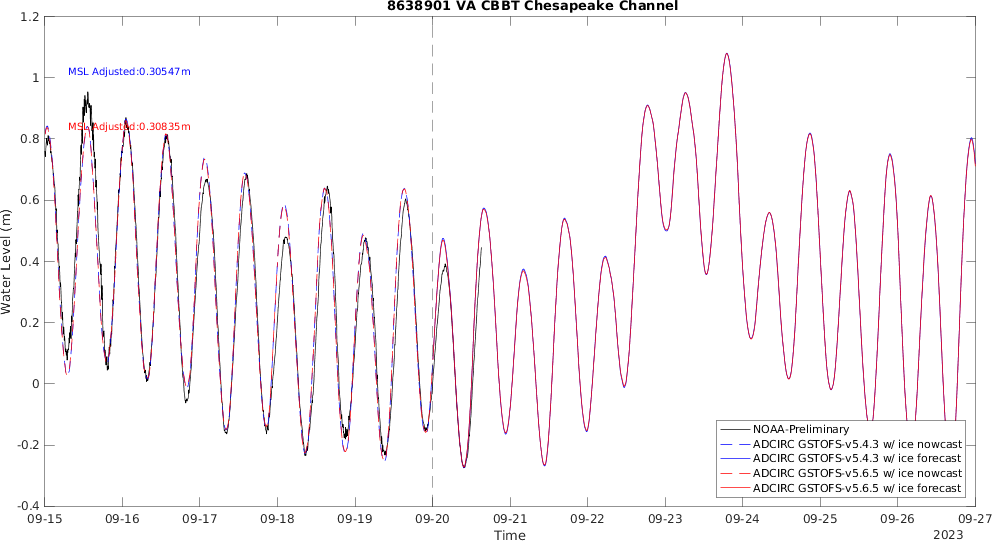 8638901 VA CBBT Chesapeake Channel
1.2
1
0.8
0.6
0.4
0.2
0
-0.2
-0.4
Water Level (m)
MSL Adjusted:0.30547m
MSL Adjusted:0.30835m
NOAA-Preliminary
ADCIRC GSTOFS-v5.4.3 w/ ice nowcast
ADCIRC GSTOFS-v5.4.3 w/ ice forecast
ADCIRC GSTOFS-v5.6.5 w/ ice nowcast
ADCIRC GSTOFS-v5.6.5 w/ ice forecast
09-15 09-16 09-17 09-18 09-19 09-20 09-21 09-22 09-23 09-24 09-25 09-26 09-27
Time
2023